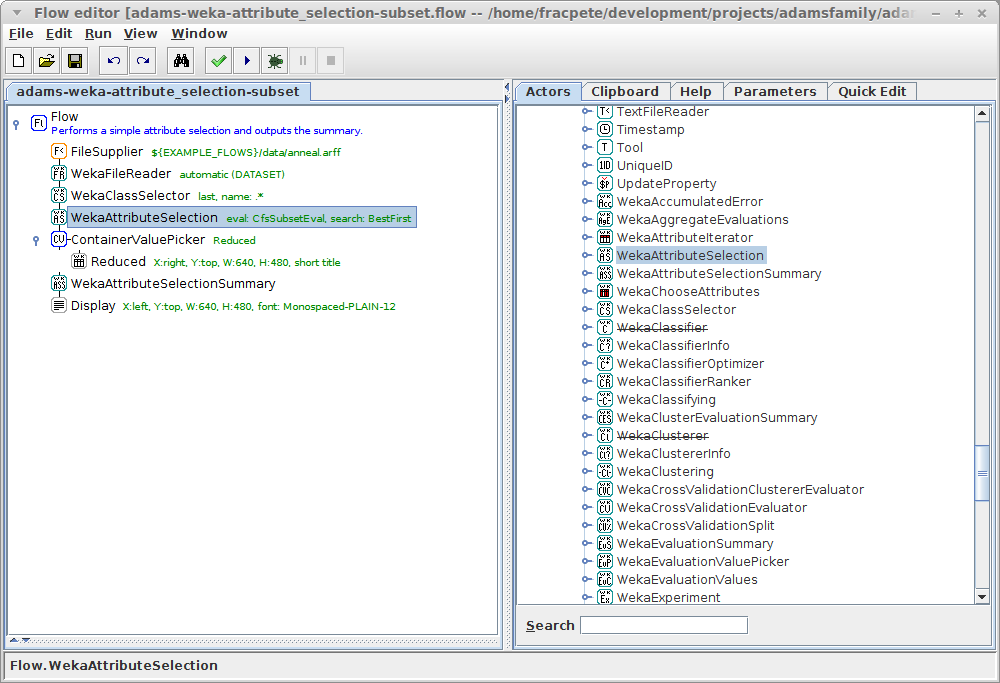 Flow editor [adams-weka-attribute_selection-subset.flow -- /home/fracpete/development/projects/adamsfamily/ada
File Edit Run View Window
adams-weka-attribute_selection-subset
Flow
Performs a simple attribute selection and outputs the summary.
FileSupplier ${EXAMPLE_FLOWS}/data/anneal.arff
WekaFileReader automatic (DATASET)
WekaClassSelector last, name: .*
WekaAttributeSelection eval: CfsSubsetEval, search: BestFirst
ContainerValuePicker Reduced
Reduced X:right, Y:top, W:640, H:480, short title
WekaAttributeSelectionSummary
Display X:left, Y:top, W:640, H:480, font: Monospaced-PLAIN-12
Actors Clipboard Help Parameters Quick Edit
TextFileReader
Timestamp
Tool
UniqueID
UpdateProperty
WekaAccumulatedError
WekaAggregateEvaluations
WekaAttributeIterator
WekaAttributeSelection
WekaAttributeSelectionSummary
WekaChooseAttributes
WekaClassSelector
WekaClassifier
WekaClassifierInfo
WekaClassifierOptimizer
WekaClassifierRanker
WekaClassifying
WekaClusterEvaluationSummary
WekaClusterer
WekaClustererInfo
WekaClustering
WekaCrossValidationClustererEvaluator
WekaCrossValidationEvaluator
WekaCrossValidationSplit
WekaEvaluationSummary
WekaEvaluationValuePicker
WekaEvaluationValues
WekaExperiment
Search
Flow.WekaAttributeSelection